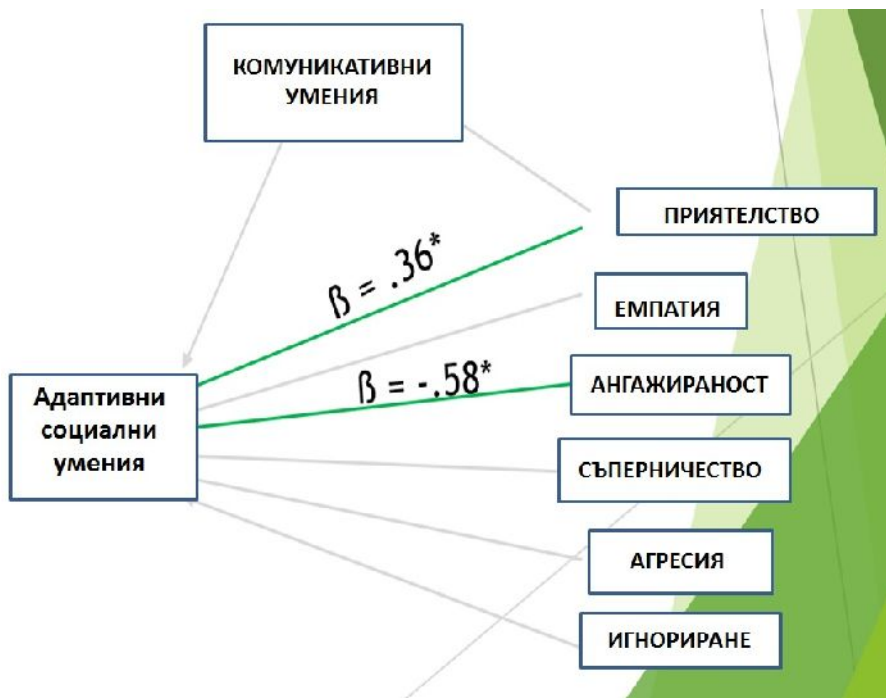 КОМУНИКАТИВНИ
УМЕНИЯ
ПРИЯТЕЛСТВО
ß = .36*
ЕМПАТИЯ
ß = -.58*
АНГАЖИРАНОСТ
Адаптивни
социални
умения
СЪПЕРНИЧЕСТВО
АГРЕСИЯ
ИГНОРИРАНЕ